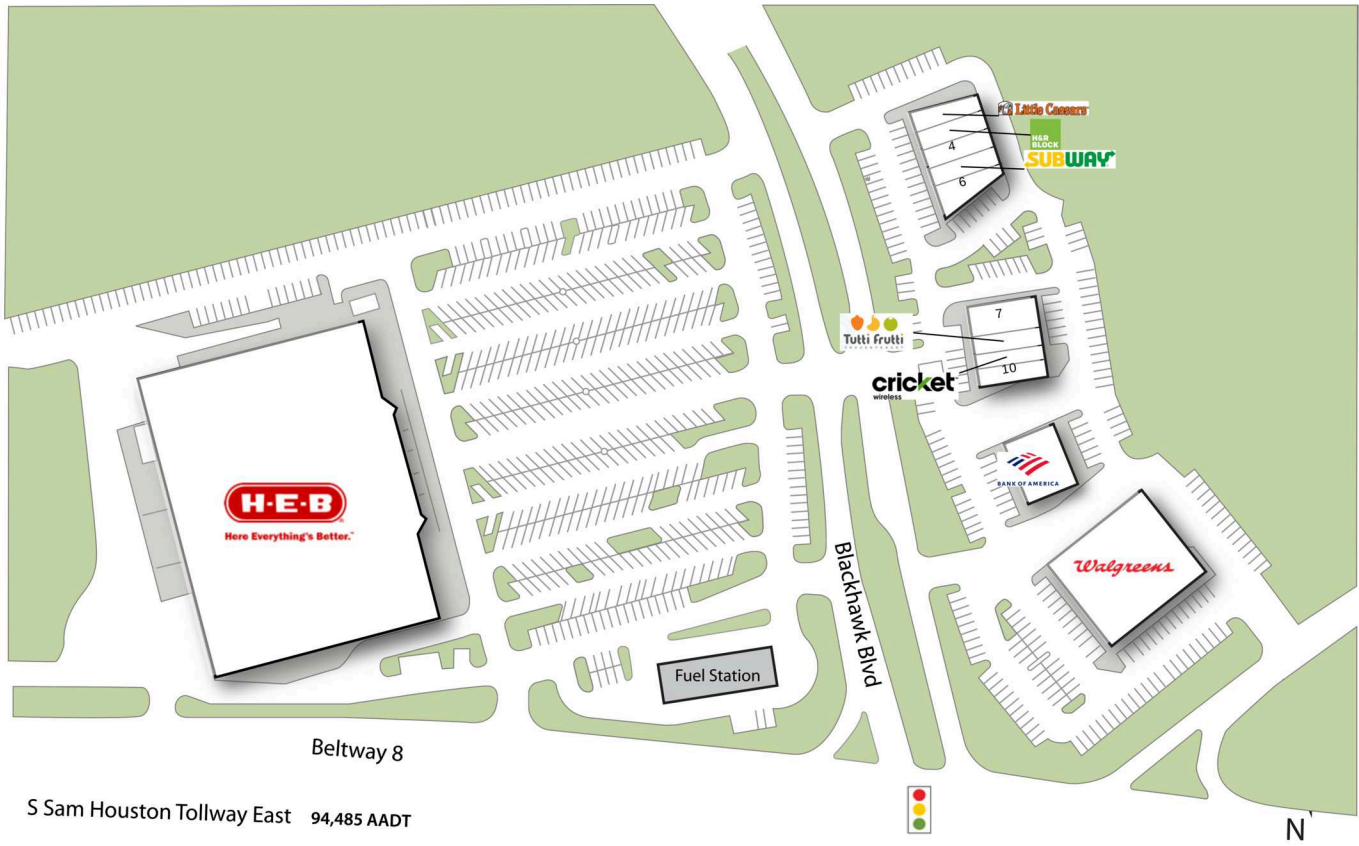 Little Caesars
H&R
BLOCK
4
SUBWAY
6
7
Tutti frutti
cricket
wireless
10
BANK OF AMERICA
H-E-B
Here Everything's Better.
Walgreens
Blackhawk Blvd
Fuel Station
Beltway 8
S Sam Houston Tollway East 94,485 AADT
N